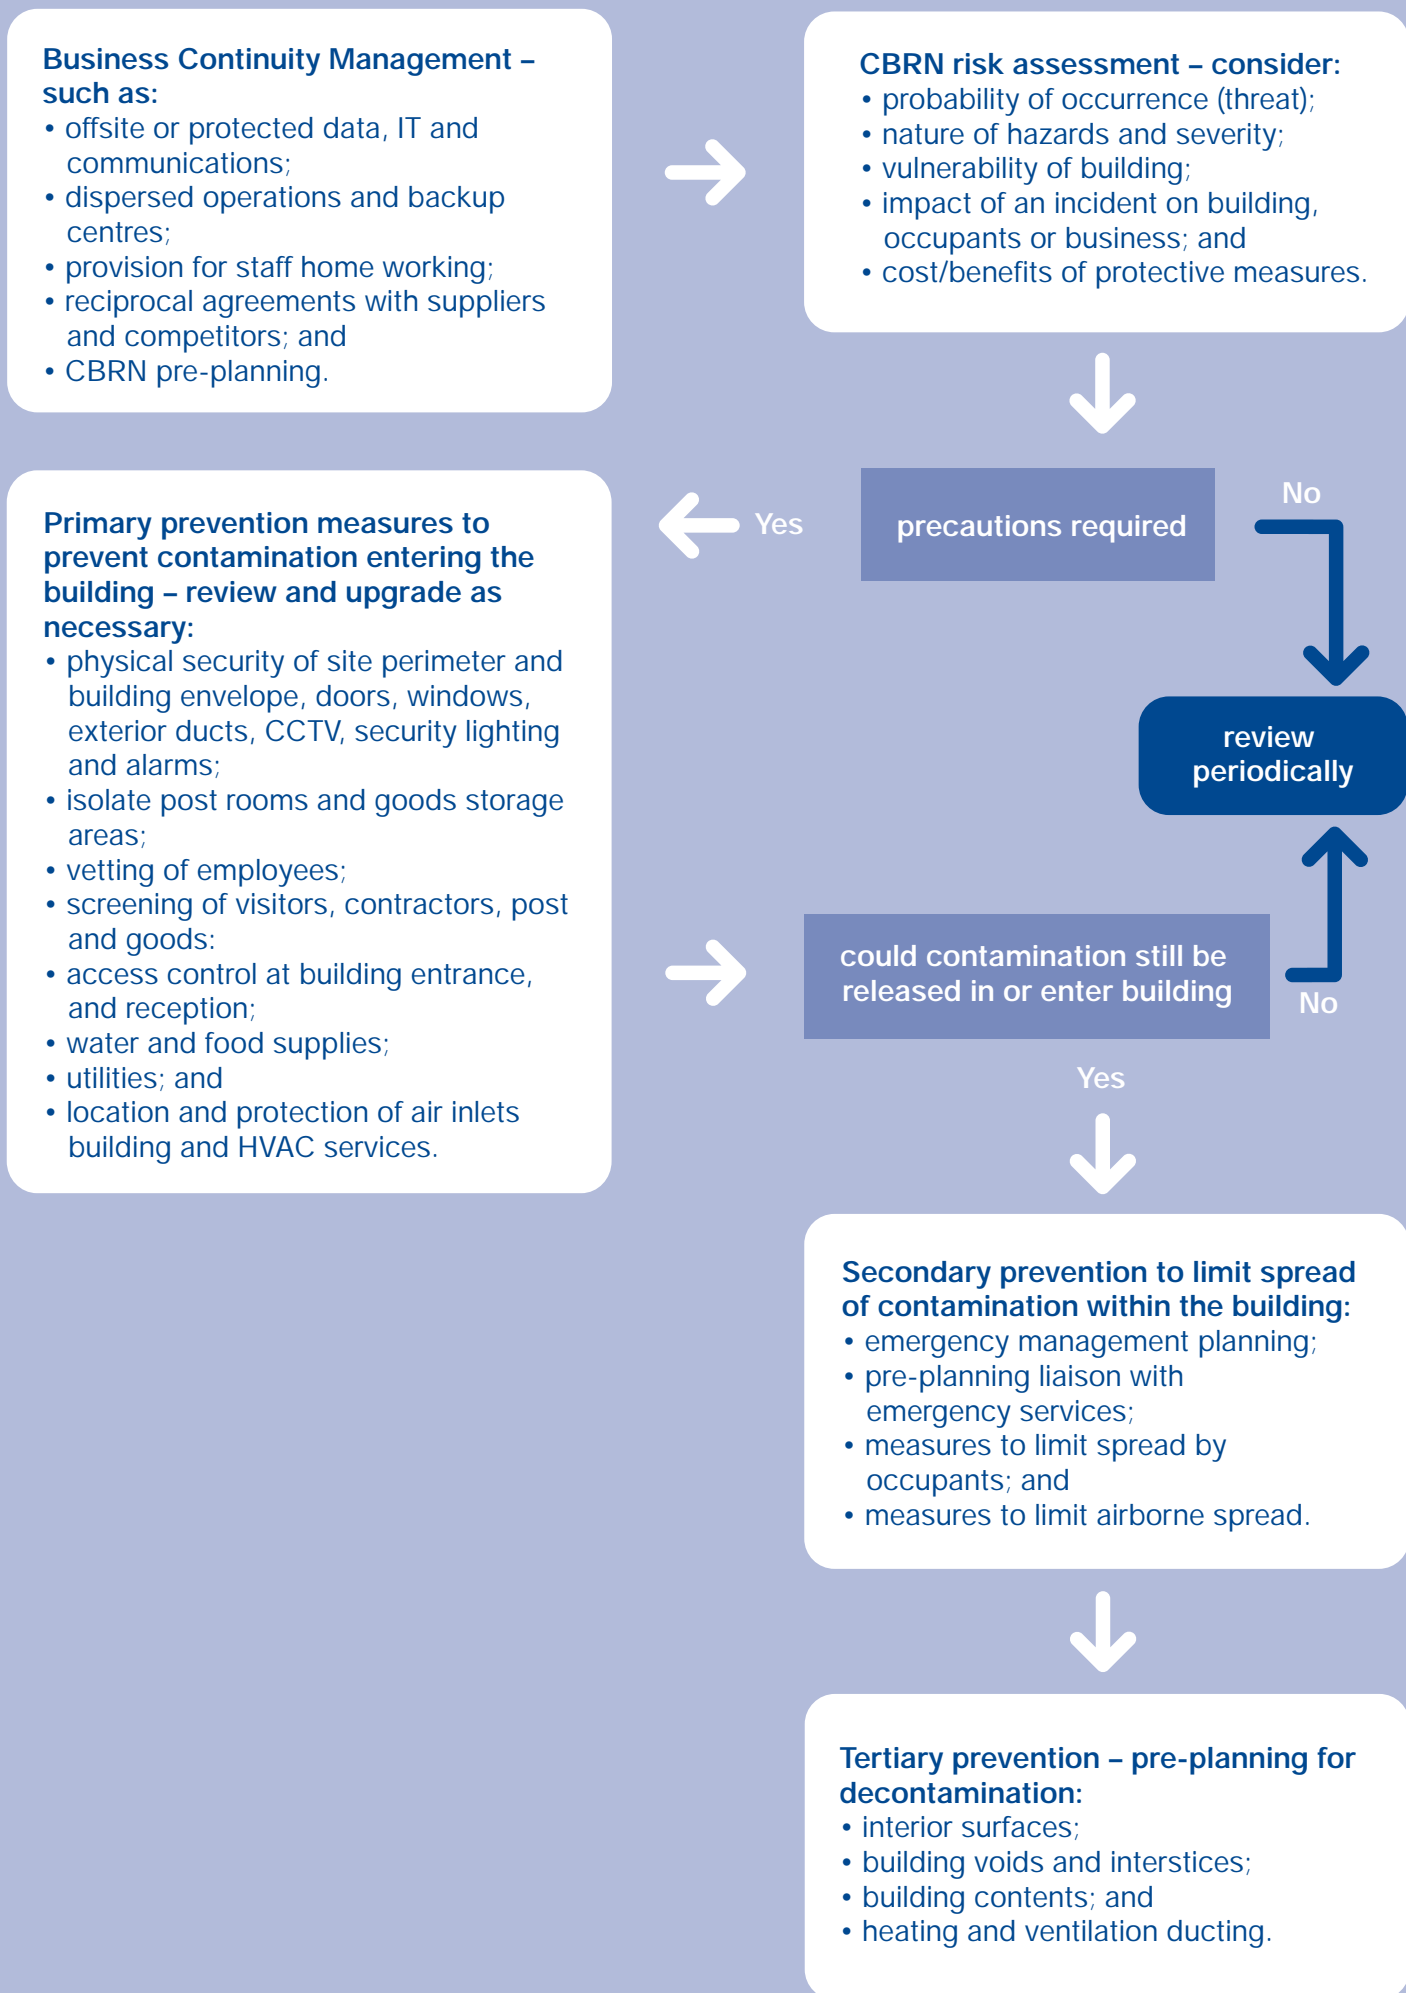 Business Continuity Management –
such as:
• offsite or protected data, IT and
communications;
• dispersed operations and backup
centres;
• provision for staff home working;
• reciprocal agreements with suppliers
and competitors; and
• CBRN pre-planning.
CBRN risk assessment – consider:
• probability of occurrence (threat);
• nature of hazards and severity;
• vulnerability of building;
• impact of an incident on building,
occupants or business; and
• cost/benefits of protective measures.
precautions required
Yes
No
Primary prevention measures to
prevent contamination entering the
building – review and upgrade as
necessary:
• physical security of site perimeter and
building envelope, doors, windows,
exterior ducts, CCTV, security lighting
and alarms;
• isolate post rooms and goods storage
areas;
• vetting of employees;
• screening of visitors, contractors, post
and goods:
• access control at building entrance,
and reception;
• water and food supplies;
• utilities; and
• location and protection of air inlets
building and HVAC services.
review
periodically
could contamination still be
released in or enter building
No
Yes
Secondary prevention to limit spread
of contamination within the building:
• emergency management planning;
• pre-planning liaison with
emergency services;
• measures to limit spread by
occupants; and
• measures to limit airborne spread.
Tertiary prevention – pre-planning for
decontamination:
• interior surfaces;
• building voids and interstices;
• building contents; and
• heating and ventilation ducting.